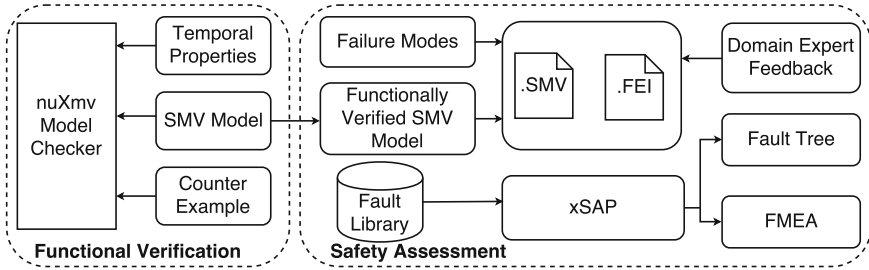 nuXmv
Model
Checker
Temporal
Properties
SMV Model
Counter
Example
Functional Verification
Failure Modes
Functionally
Verified SMV
Model
Fault
Library
.SMV
.FEI
xSAP
Domain Expert
Feedback
Fault Tree
FMEA
Safety Assessment